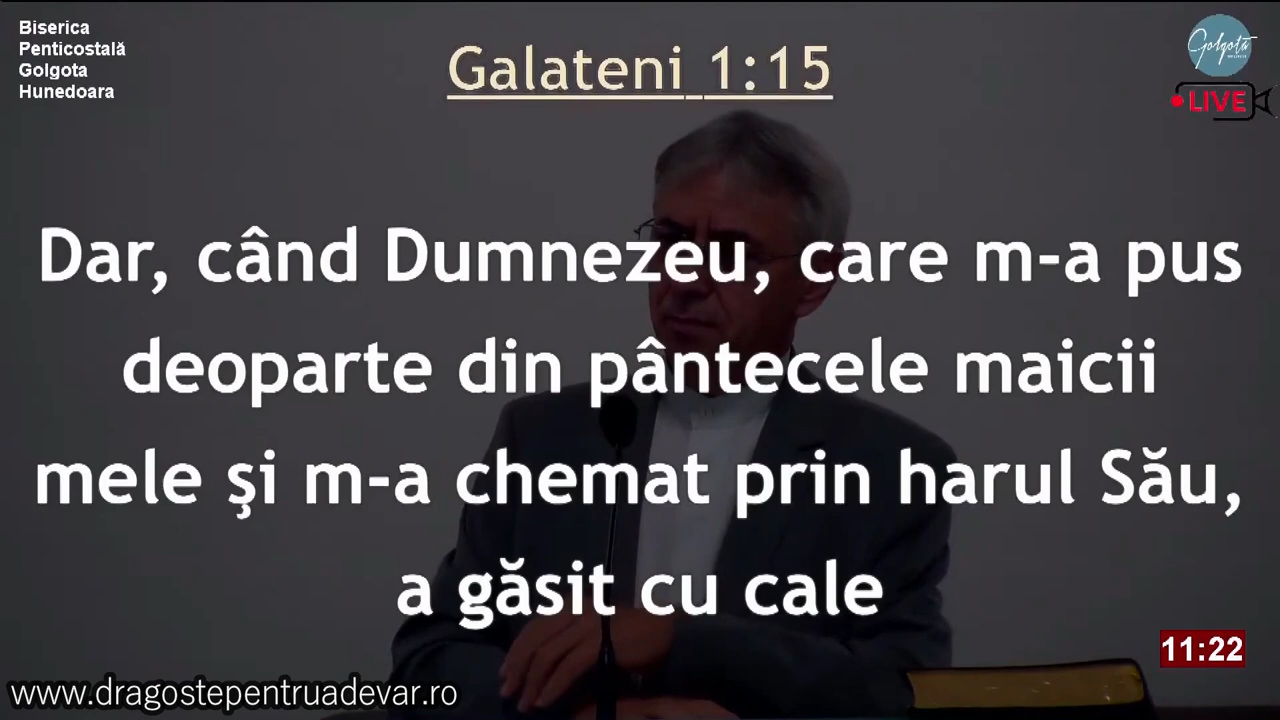 Biserica
Penticostală
Golgota
Hunedoara
Galateni 1:15
Golgota
LIVE
Dar, când Dumnezeu, care m-a pus
deoparte din pântecele maicii
mele şi m-a chemat prin harul Său,
a găsit cu cale
11:22
www.dragostepentruadevar.ro